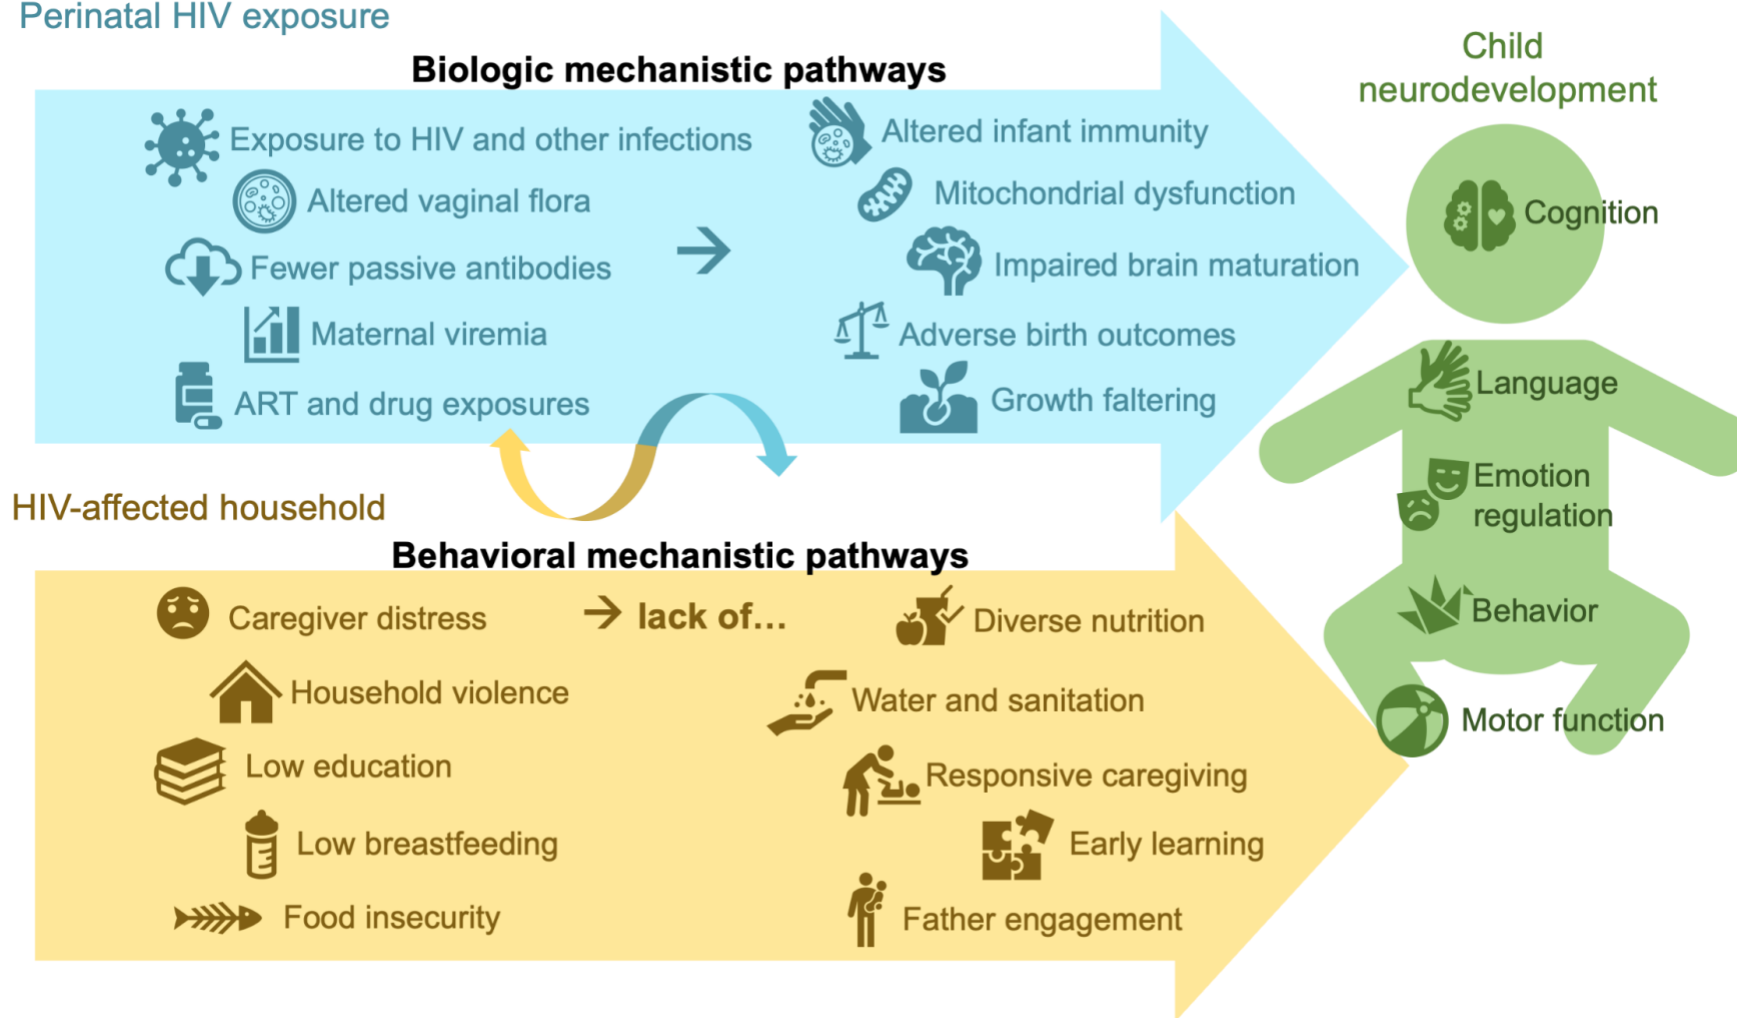 Perinatal HIV exposure
Biologic mechanistic pathways
Exposure to HIV and other infections
Altered vaginal flora
Fewer passive antibodies
Maternal viremia
ART and drug exposures
Altered infant immunity
Mitochondrial dysfunction
Impaired brain maturation
Adverse birth outcomes
Growth faltering
HIV-affected household
Behavioral mechanistic pathways
Caregiver distress
Household violence
Low education
Low breastfeeding
Food insecurity
lack of...
Diverse nutrition
Water and sanitation
Responsive caregiving
Early learning
Father engagement
Child
neurodevelopment
Cognition
Language
Emotion
regulation
Behavior
Motor function